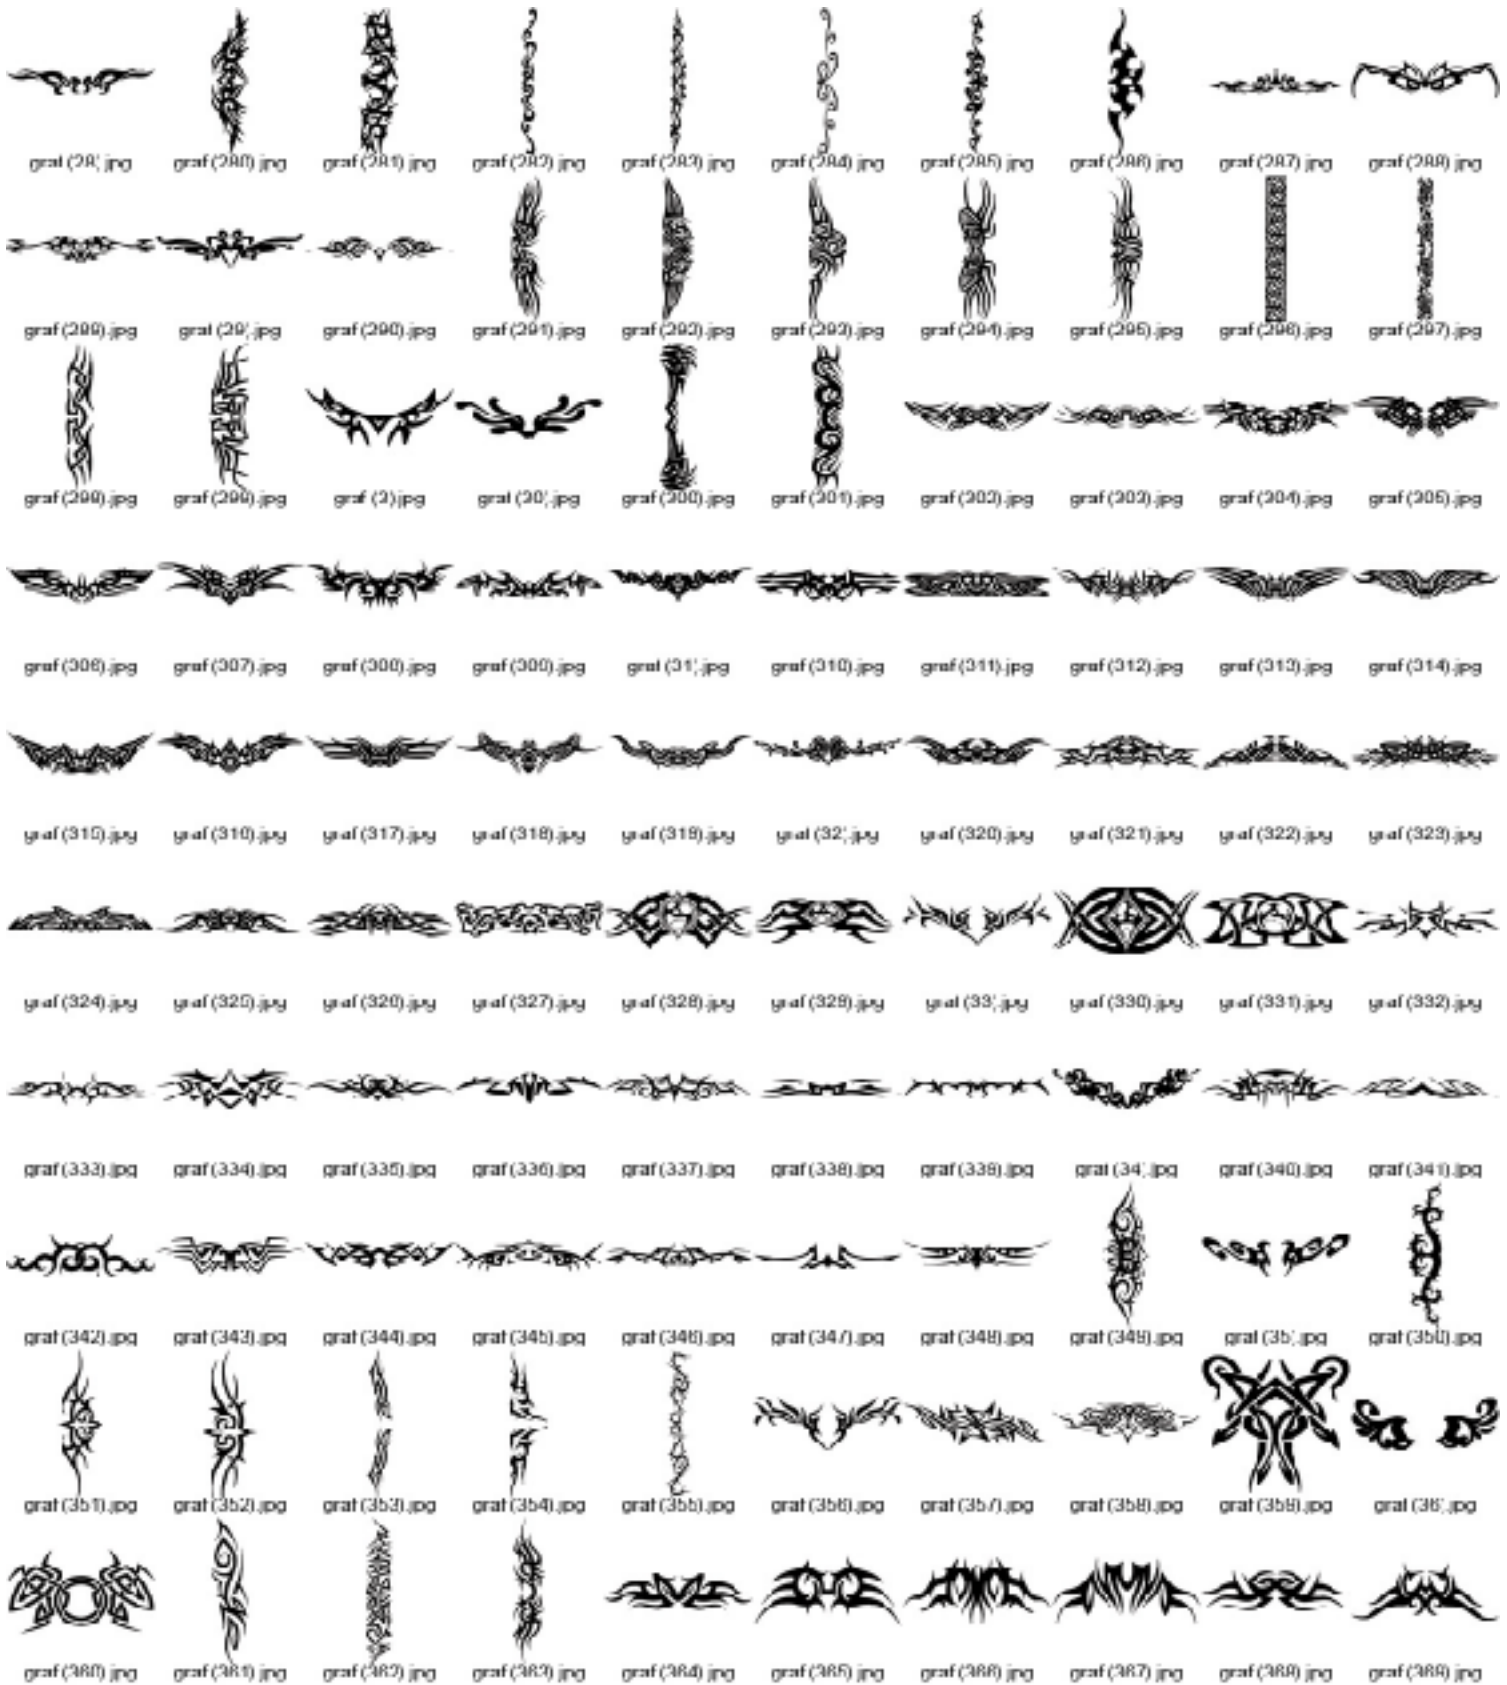 graf (28).jpg graf (280).jpg graf (281).jpg graf (282).jpg graf (283).jpg graf (284).jpg graf (285).jpg graf (286).jpg graf (287).jpg graf (288).jpg
graf (289).jpg graf (29).jpg graf (290).jpg graf (291).jpg graf (292).jpg graf (293).jpg graf (294).jpg graf (295).jpg graf (296).jpg graf (297).jpg
graf (298).jpg graf (299).jpg graf (3).jpg graf (30).jpg graf (300).jpg graf (301).jpg graf (302).jpg graf (303).jpg graf (304).jpg graf (305).jpg
graf (306).jpg graf (307).jpg graf (308).jpg graf (309).jpg graf (31).jpg graf (310).jpg graf (311).jpg graf (312).jpg graf (313).jpg graf (314).jpg
graf (315).jpg graf (316).jpg graf (317).jpg graf (318).jpg graf (319).jpg graf (32).jpg graf (320).jpg graf (321).jpg graf (322).jpg graf (323).jpg
graf (324).jpg graf (325).jpg graf (326).jpg graf (327).jpg graf (328).jpg graf (329).jpg graf (33).jpg graf (330).jpg graf (331).jpg graf (332).jpg
graf (333).jpg graf (334).jpg graf (335).jpg graf (336).jpg graf (337).jpg graf (338).jpg graf (339).jpg graf (34).jpg graf (340).jpg graf (341).jpg
graf (342).jpg graf (343).jpg graf (344).jpg graf (345).jpg graf (346).jpg graf (347).jpg graf (348).jpg graf (349).jpg graf (35).jpg graf (350).jpg
graf (351).jpg graf (352).jpg graf (353).jpg graf (354).jpg graf (355).jpg graf (356).jpg graf (357).jpg graf (358).jpg graf (359).jpg graf (36).jpg
graf (360).jpg graf (361).jpg graf (362).jpg graf (363).jpg graf (364).jpg graf (365).jpg graf (366).jpg graf (367).jpg graf (368).jpg graf (369).jpg